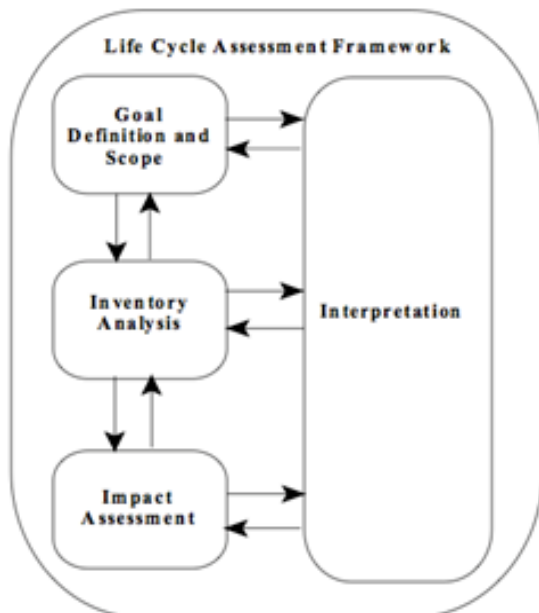 Life Cycle Assessment Framework
Goal
Definition and
Scope
Inventory
Analysis
Interpretation
Impact
Assessment